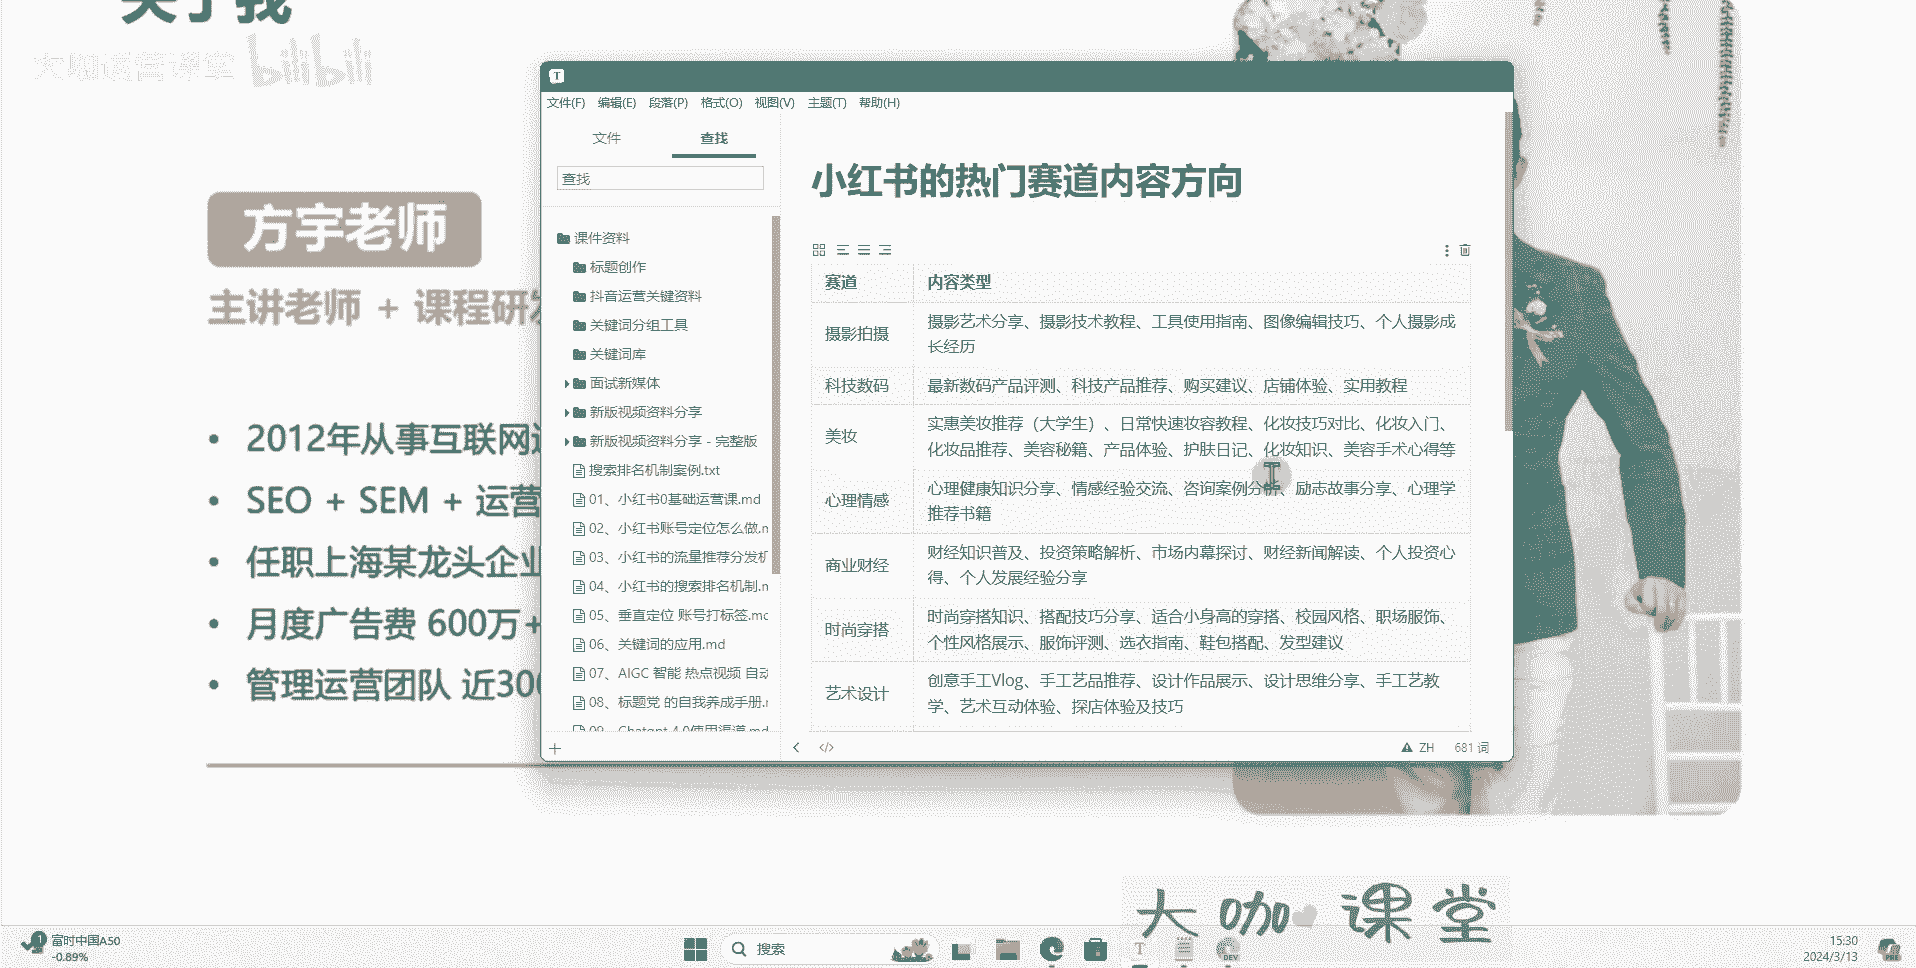 关于我
大咖运营课堂 bilibili
方宇老师
主讲老师 + 课程研发
• 2012年从事互联网
• SEO + SEM + 运营
• 任职上海某龙头企业
• 月度广告费 600万+
• 管理运营团队 近300
T
文件(F) 编辑(E) 段落(P) 格式(O) 视图(V) 主题(T) 帮助(H)
文件 查找
查找
课件资料
标题创作
抖音运营关键资料
关键词分组工具
关键词库
面试新媒体
新版视频资料分享
新版视频资料分享 - 完整版
搜索排名机制案例.txt
01、小红书0基础运营课.md
02、小红书账号定位怎么做.m
03、小红书的流量推荐分发机
04、小红书的搜索排名机制.m
05、垂直定位 账号打标签.mc
06、关键词的应用.md
07、AIGC 智能 热点视频 自动
08、标题党 的自我养成手册.r
09、Chatgpt 4.0使用渠道.md
小红书的热门赛道内容方向
赛道 内容类型
摄影拍摄 摄影艺术分享、摄影技术教程、工具使用指南、图像编辑技巧、个人摄影成
长经历
科技数码 最新数码产品评测、科技产品推荐、购买建议、店铺体验、实用教程
美妆 实惠美妆推荐（大学生）、日常快速妆容教程、化妆技巧对比、化妆入门、
化妆品推荐、美容秘籍、产品体验、护肤日记、化妆知识、美容手术心得等
心理情感 心理健康知识分享、情感经验交流、咨询案例分析、励志故事分享、心理学
推荐书籍
商业财经 财经知识普及、投资策略解析、市场内幕探讨、财经新闻解读、个人投资心
得、个人发展经验分享
时尚穿搭 时尚穿搭知识、搭配技巧分享、适合小身高的穿搭、校园风格、职场服饰、
个性风格展示、服饰评测、选衣指南、鞋包搭配、发型建议
艺术设计 创意手工Vlog、手工艺品推荐、设计作品展示、设计思维分享、手工艺教
学、艺术互动体验、探店体验及技巧
ZH 681 词
大咖课堂
1 富时中国A50
-0.89%
搜索
T
DEV
15:30
2024/3/13
PRE